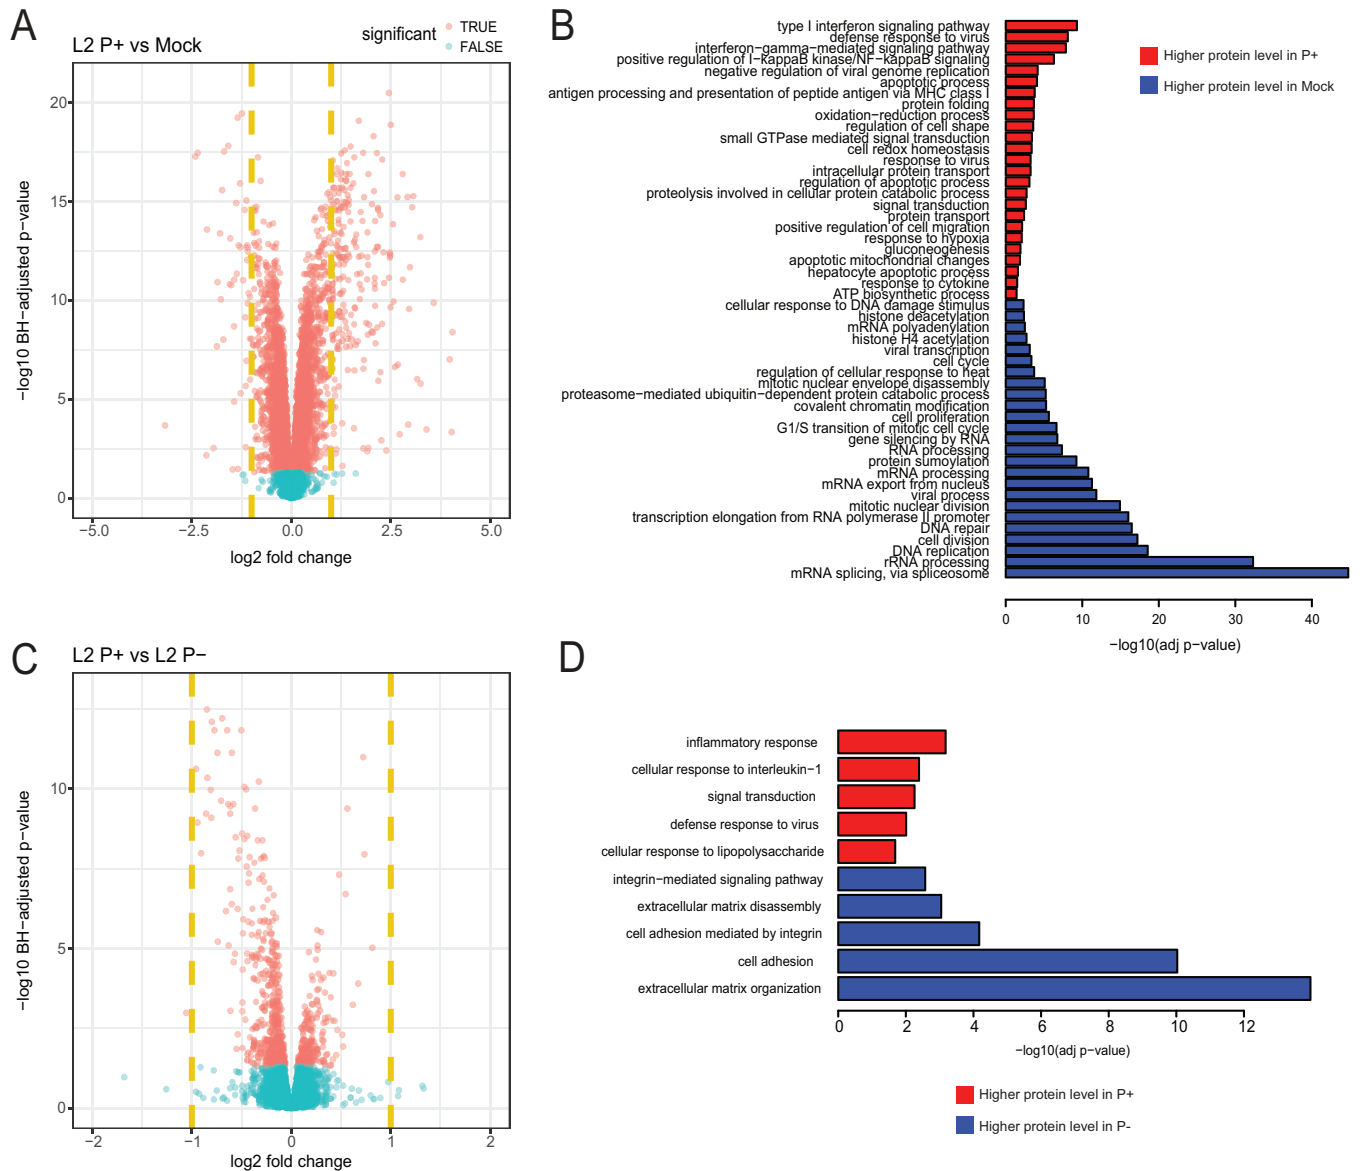 A
L2 P+ vs Mock
significant
TRUE
FALSE
−log10 BH−adjusted p−value
20
15
10
5
0
−5.0
−2.5
0.0
2.5
5.0
log2 fold change
B
type I interferon signaling pathway
defense response to virus
interferon−gamma−mediated signaling pathway
positive regulation of I−kappaB kinase/NF−kappaB signaling
negative regulation of viral genome replication
apoptotic process
antigen processing and presentation of peptide antigen via MHC class I
protein folding
oxidation−reduction process
regulation of cell shape
small GTPase mediated signal transduction
cell redox homeostasis
response to virus
intracellular protein transport
regulation of apoptotic process
proteolysis involved in cellular protein catabolic process
signal transduction
protein transport
positive regulation of cell migration
response to hypoxia
gluconeogenesis
apoptotic mitochondrial changes
hepatocyte apoptotic process
response to cytokine
ATP biosynthetic process
cellular response to DNA damage stimulus
histone deacetylation
mRNA polyadenylation
histone H4 acetylation
viral transcription
cell cycle
regulation of cellular response to heat
mitotic nuclear envelope disassembly
proteasome−mediated ubiquitin−dependent protein catabolic process
covalent chromatin modification
cell proliferation
G1/S transition of mitotic cell cycle
gene silencing by RNA
RNA processing
protein sumoylation
mRNA processing
mRNA export from nucleus
viral process
mitotic nuclear division
transcription elongation from RNA polymerase II promoter
DNA repair
cell division
DNA replication
rRNA processing
mRNA splicing, via spliceosome
Higher protein level in P+
Higher protein level in Mock
0
10
20
30
40
−log10(adj p−value)
C
L2 P+ vs L2 P−
−log10 BH−adjusted p−value
10
5
0
−2
−1
0
1
2
log2 fold change
D
inflammatory response
cellular response to interleukin−1
signal transduction
defense response to virus
cellular response to lipopolysaccharide
integrin−mediated signaling pathway
extracellular matrix disassembly
cell adhesion mediated by integrin
cell adhesion
extracellular matrix organization
0
2
4
6
8
10
12
−log10(adj p−value)
Higher protein level in P+
Higher protein level in P-